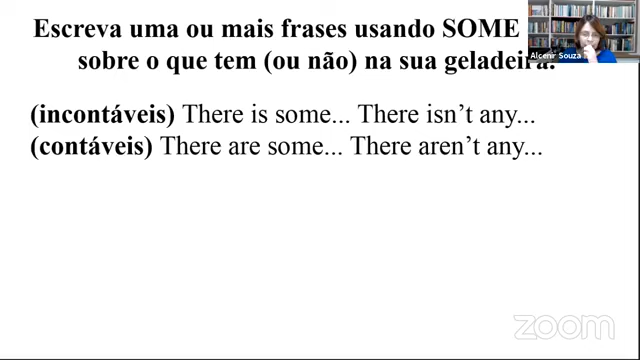 Escreva uma ou mais frases usando SOME
sobre o que tem (ou não) na sua geladeira.
Alcenir Souza
(incontáveis) There is some... There isn’t any...
(contáveis) There are some... There aren’t any...
zoom